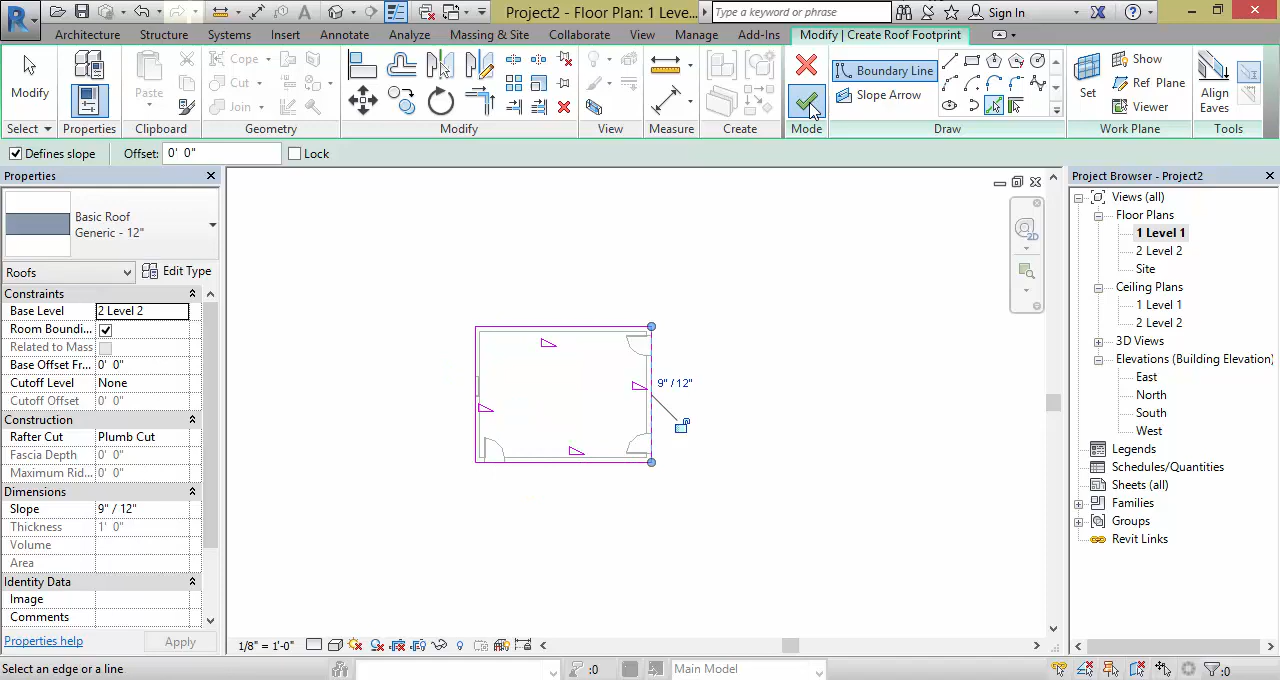 Project2 - Floor Plan: 1 Leve...
Type a keyword or phrase
Sign In
Architecture
Structure
Systems
Insert
Annotate
Analyze
Massing & Site
Collaborate
View
Manage
Add-Ins
Modify | Create Roof Footprint
Modify
Paste
Cope
Cut
Join
Boundary Line
Slope Arrow
Set
Show
Ref Plane
Viewer
Align
Eaves
Select
Properties
Clipboard
Geometry
Modify
View
Measure
Create
Mode
Draw
Work Plane
Tools
Defines slope
Offset:
0' 0"
Lock
Properties
Basic Roof
Generic - 12"
Roofs
Edit Type
Constraints
Base Level
2 Level 2
Room Boundi...
Related to Mass
Base Offset Fr...
0' 0"
Cutoff Level
None
Cutoff Offset
0' 0"
Construction
Rafter Cut
Plumb Cut
Fascia Depth
0' 0"
Maximum Rid...
0' 0"
Dimensions
Slope
9" / 12"
Thickness
1' 0"
Volume
Area
Identity Data
Image
Comments
Properties help
Apply
9" / 12"
2D
Project Browser - Project2
Views (all)
Floor Plans
1 Level 1
2 Level 2
Site
Ceiling Plans
1 Level 1
2 Level 2
3D Views
Elevations (Building Elevation)
East
North
South
West
Legends
Schedules/Quantities
Sheets (all)
Families
Groups
Revit Links
1/8" = 1'-0"
Select an edge or a line
:0
Main Model
:0